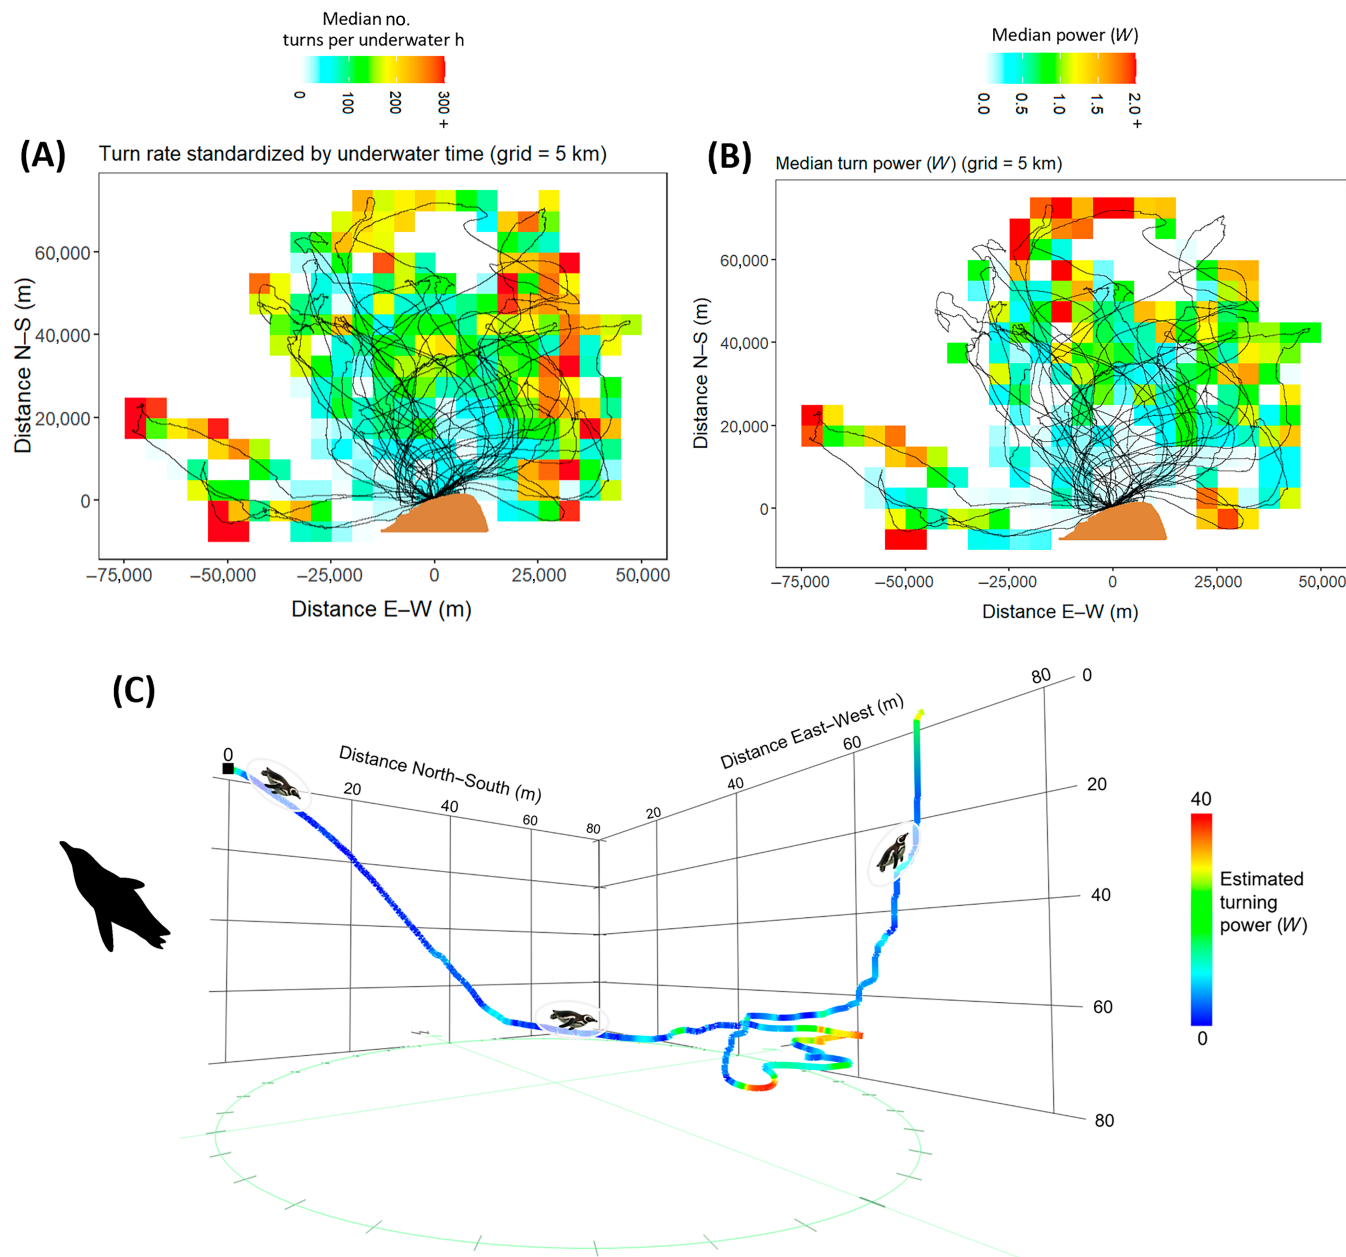 Median no.
turns per underwater h
0
100
200
300 +
Median power (W)
0.0
0.5
1.0
1.5
2.0 +
(A)
Turn rate standardized by underwater time (grid = 5 km)
Distance N–S (m)
60,000
40,000
20,000
0
−75,000
−50,000
−25,000
0
25,000
50,000
Distance E–W (m)
(B)
Median turn power (W) (grid = 5 km)
Distance N–S (m)
60,000
40,000
20,000
0
−75,000
−50,000
−25,000
0
25,000
50,000
Distance E–W (m)
(C)
Distance North–South (m)
0
20
40
60
80
Distance East–West (m)
20
40
60
80
0
20
40
60
80
40
Estimated
turning
power (W)
0